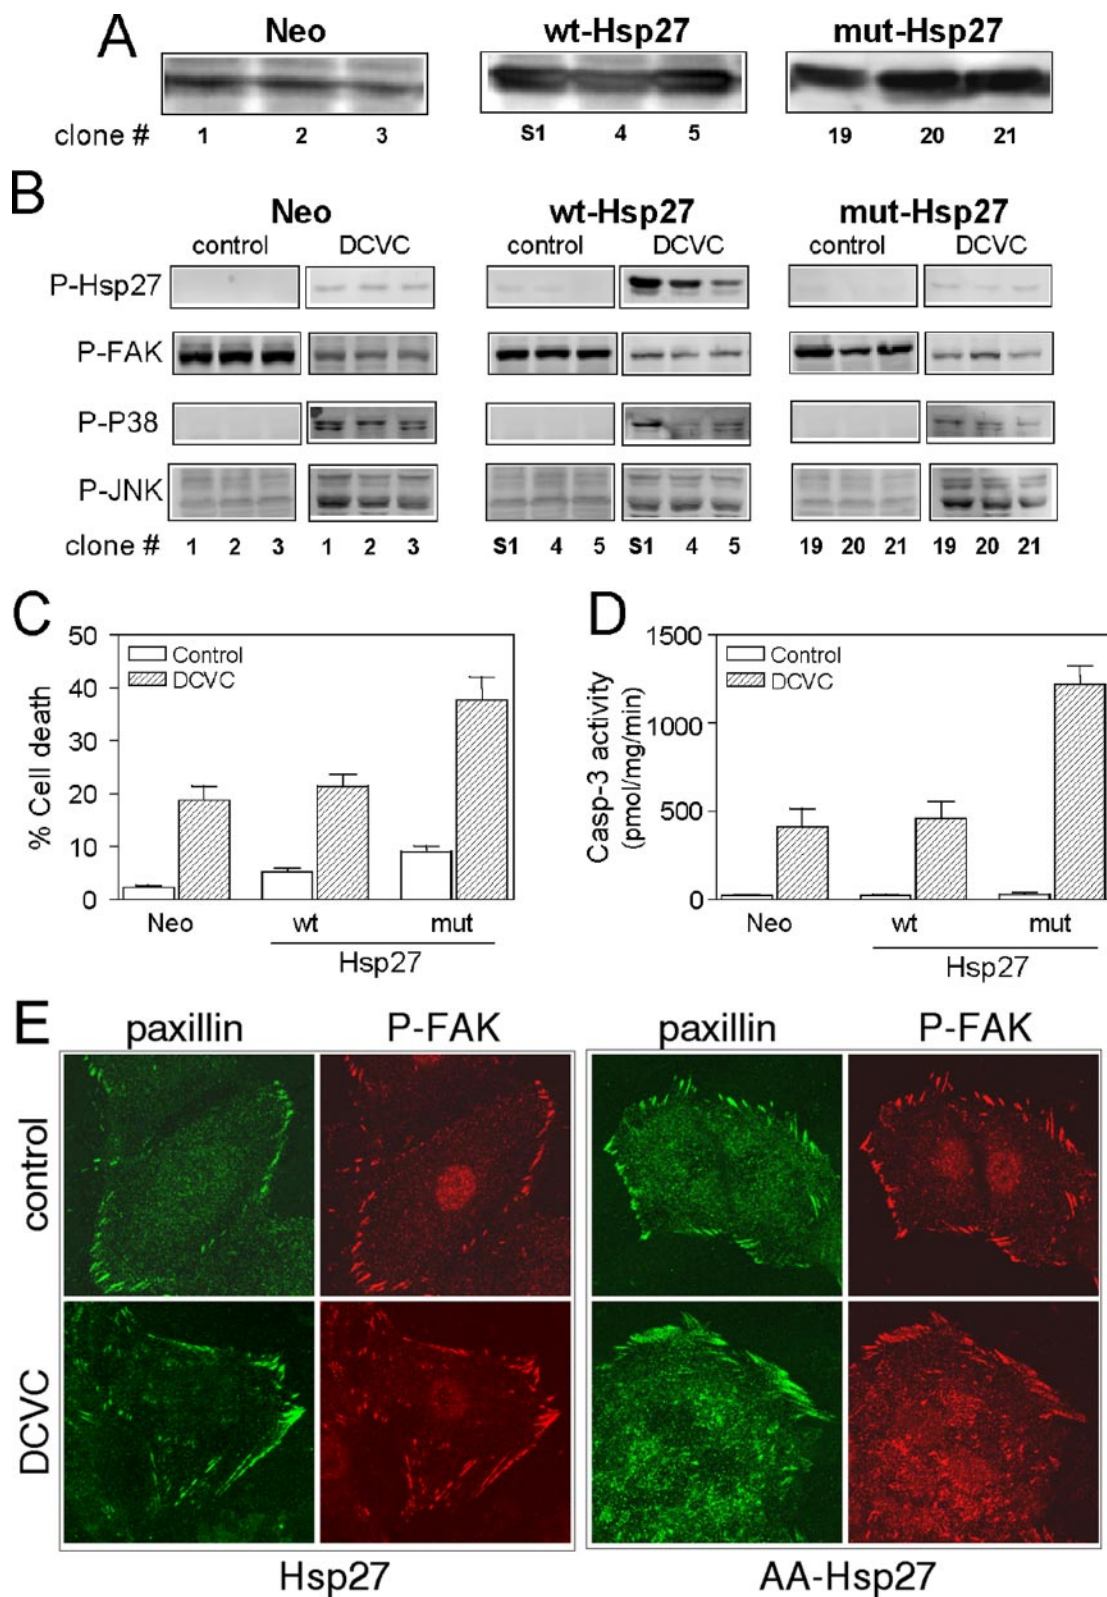 A
Neo wt-Hsp27 mut-Hsp27
clone # 1 2 3 S1 4 5 19 20 21
B
Neo wt-Hsp27 mut-Hsp27
control DCVC control DCVC control DCVC
P-Hsp27
P-FAK
P-P38
P-JNK
clone # 1 2 3 1 2 3 S1 4 5 S1 4 5 19 20 21 19 20 21
C
50
40
30
20
10
0
% Cell death
Control
DCVC
Neo wt mut
Hsp27
D
1500
1000
500
0
Casp-3 activity
(pmol/mg/min)
Control
DCVC
Neo wt mut
Hsp27
E
paxillin P-FAK paxillin P-FAK
control
DCVC
Hsp27 AA-Hsp27